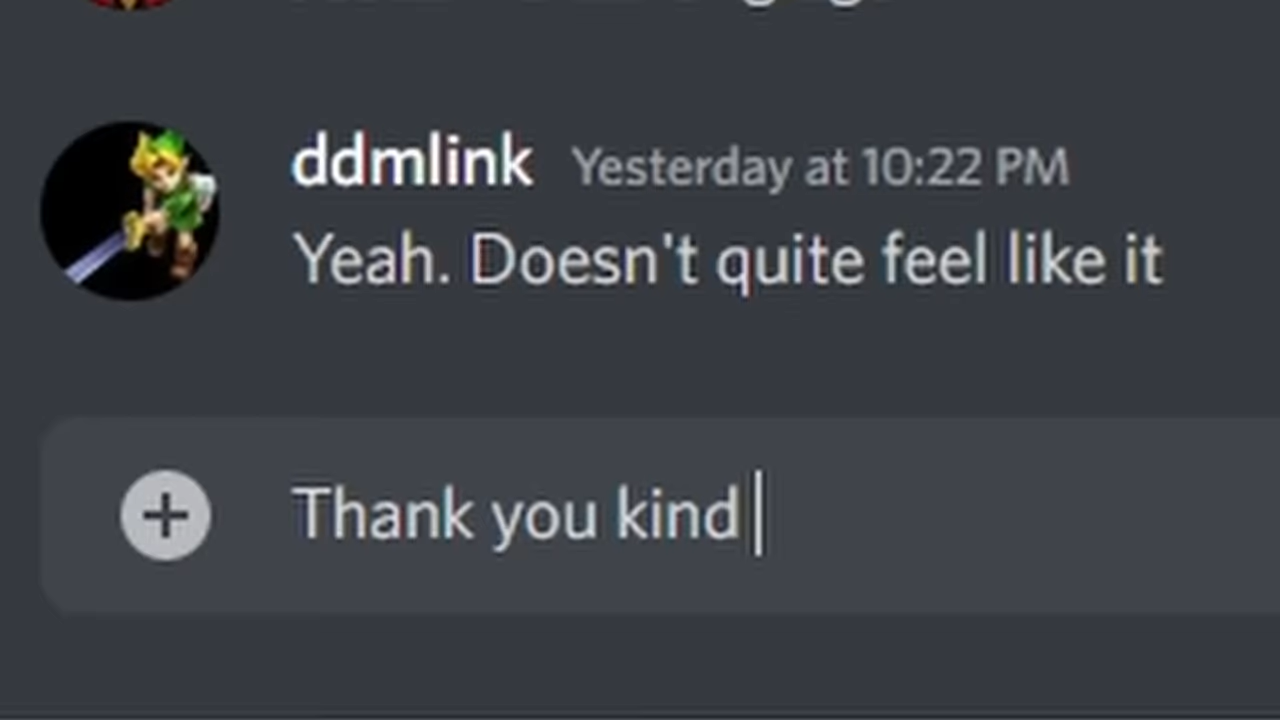 ddmlink Yesterday at 10:22 PM
Yeah. Doesn't quite feel like it
Thank you kind